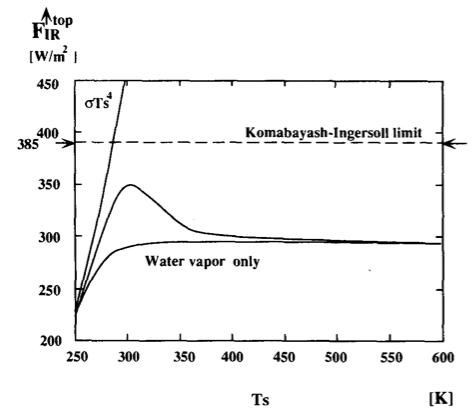 F↑top
IR
[W/m²]
450
σTs⁴
400
Komabayash-Ingersoll limit
385
350
300
Water vapor only
250
200
250 300 350 400 450 500 550 600
Ts [K]